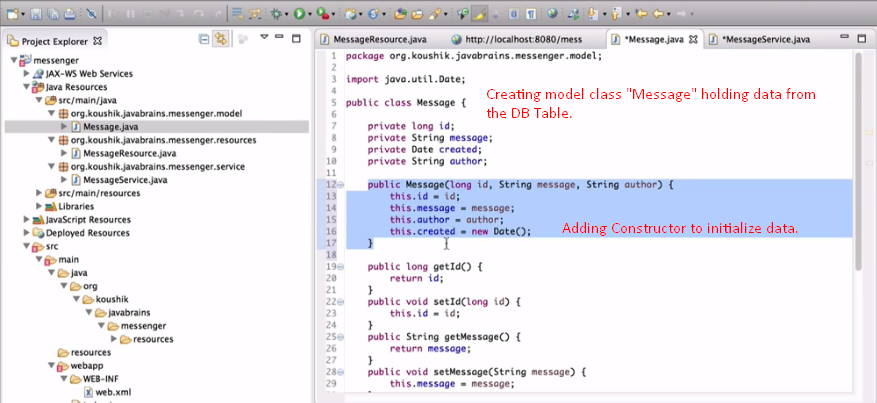 Project Explorer
messenger
JAX-WS Web Services
Java Resources
src/main/java
org.koushik.javabrains.messenger.model
Message.java
org.koushik.javabrains.messenger.resources
MessageResource.java
org.koushik.javabrains.messenger.service
MessageService.java
src/main/resources
Libraries
JavaScript Resources
Deployed Resources
src
main
java
org
koushik
javabrains
messenger
resources
resources
webapp
WEB-INF
web.xml
MessageResource.java
http://localhost:8080/mess
*Message.java
*MessageService.java
1 package org.koushik.javabrains.messenger.model;
2
3 import java.util.Date;
4
5 public class Message {
6
7 private long id;
8 private String message;
9 private Date created;
10 private String author;
11
12 public Message(long id, String message, String author) {
13 this.id = id;
14 this.message = message;
15 this.author = author;
16 this.created = new Date();
17 }
18
19 public long getId() {
20 return id;
21 }
22 public void setId(long id) {
23 this.id = id;
24 }
25 public String getMessage() {
26 return message;
27 }
28 public void setMessage(String message) {
29 this.message = message;
Creating model class "Message" holding data from
the DB Table.
Adding Constructor to initialize data.